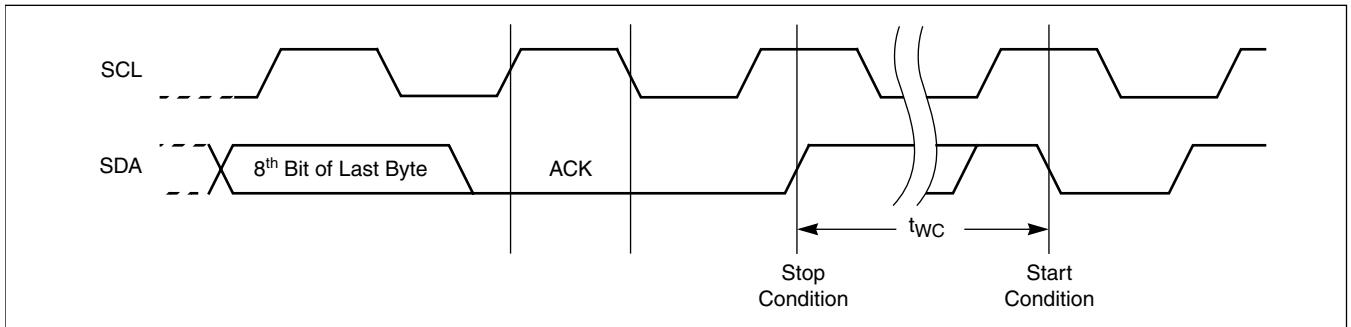 SCL
SDA
8th Bit of Last Byte
ACK
tWC
Stop
Condition
Start
Condition